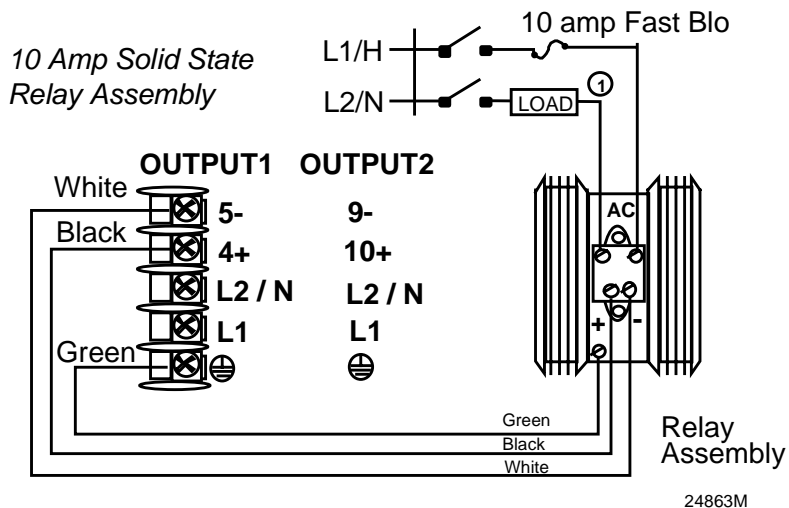 10 Amp Solid State
Relay Assembly
10 amp Fast Blo
L1/H
L2/N
LOAD
1
OUTPUT1 OUTPUT2
White
5- 9-
Black
4+ 10+
L2 / N L2 / N
L1 L1
Green
AC
+ -
Green
Black
White
Relay
Assembly
24863M